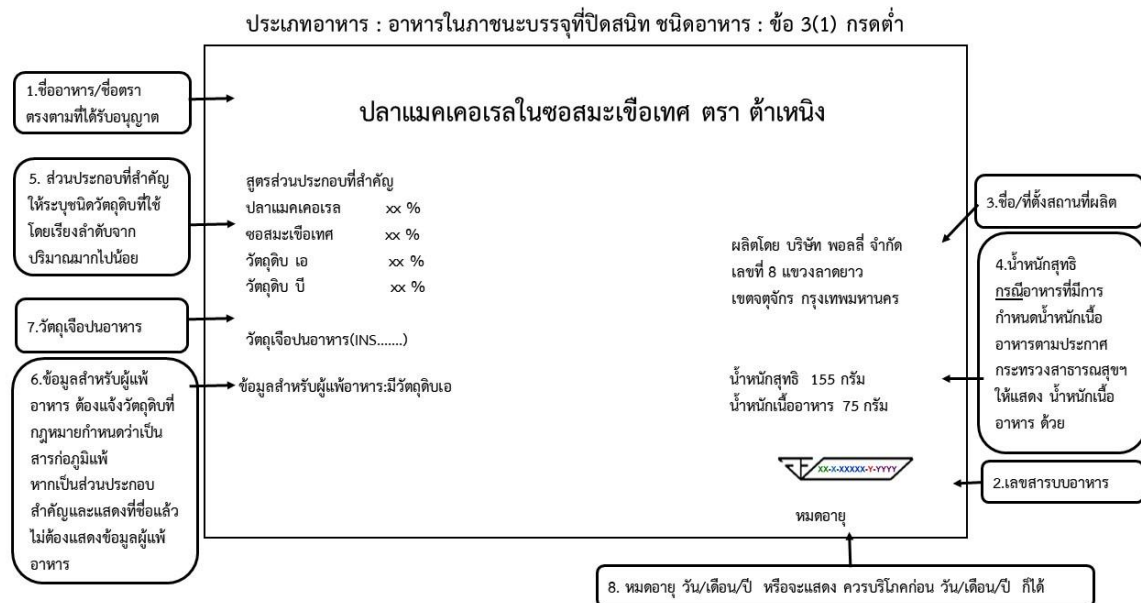 ประเภทอาหาร : อาหารในภาชนะบรรจุที่ปิดสนิท ชนิดอาหาร : ข้อ 3(1) กรดต่ำ
1.ชื่ออาหาร/ชื่อตรา
ตรงตามที่ได้รับอนุญาต
ปลาแมคเคอเรลในซอสมะเขือเทศ ตรา ต้าเหนิง
5. ส่วนประกอบที่สำคัญ
ให้ระบุชนิดวัตถุดิบที่ใช้
โดยเรียงลำดับจาก
ปริมาณมากไปน้อย
สูตรส่วนประกอบที่สำคัญ
ปลาแมคเคอเรล xx %
ซอสมะเขือเทศ xx %
วัตถุดิบ เอ xx %
วัตถุดิบ บี xx %
3.ชื่อ/ที่ตั้งสถานที่ผลิต
ผลิตโดย บริษัท พอลลี่ จำกัด
เลขที่ 8 แขวงลาดยาว
เขตจตุจักร กรุงเทพมหานคร
7.วัตถุเจือปนอาหาร
วัตถุเจือปนอาหาร(INS.......)
4.น้ำหนักสุทธิ
กรณีอาหารที่มีการ
กำหนดน้ำหนักเนื้อ
อาหารตามประกาศ
กระทรวงสาธารณสุขฯ
ให้แสดง น้ำหนักเนื้อ
อาหาร ด้วย
6.ข้อมูลสำหรับผู้แพ้
อาหาร ต้องแจ้งวัตถุดิบที่
กฎหมายกำหนดว่าเป็น
สารก่อภูมิแพ้
หากเป็นส่วนประกอบ
สำคัญและแสดงที่ชื่อแล้ว
ไม่ต้องแสดงข้อมูลผู้แพ้
อาหาร
ข้อมูลสำหรับผู้แพ้อาหาร:มีวัตถุดิบเอ
น้ำหนักสุทธิ 155 กรัม
น้ำหนักเนื้ออาหาร 75 กรัม
XX-X-XXXXX-Y-YYYY
2.เลขสารบบอาหาร
หมดอายุ
8. หมดอายุ วัน/เดือน/ปี หรือจะแสดง ควรบริโภคก่อน วัน/เดือน/ปี ก็ได้